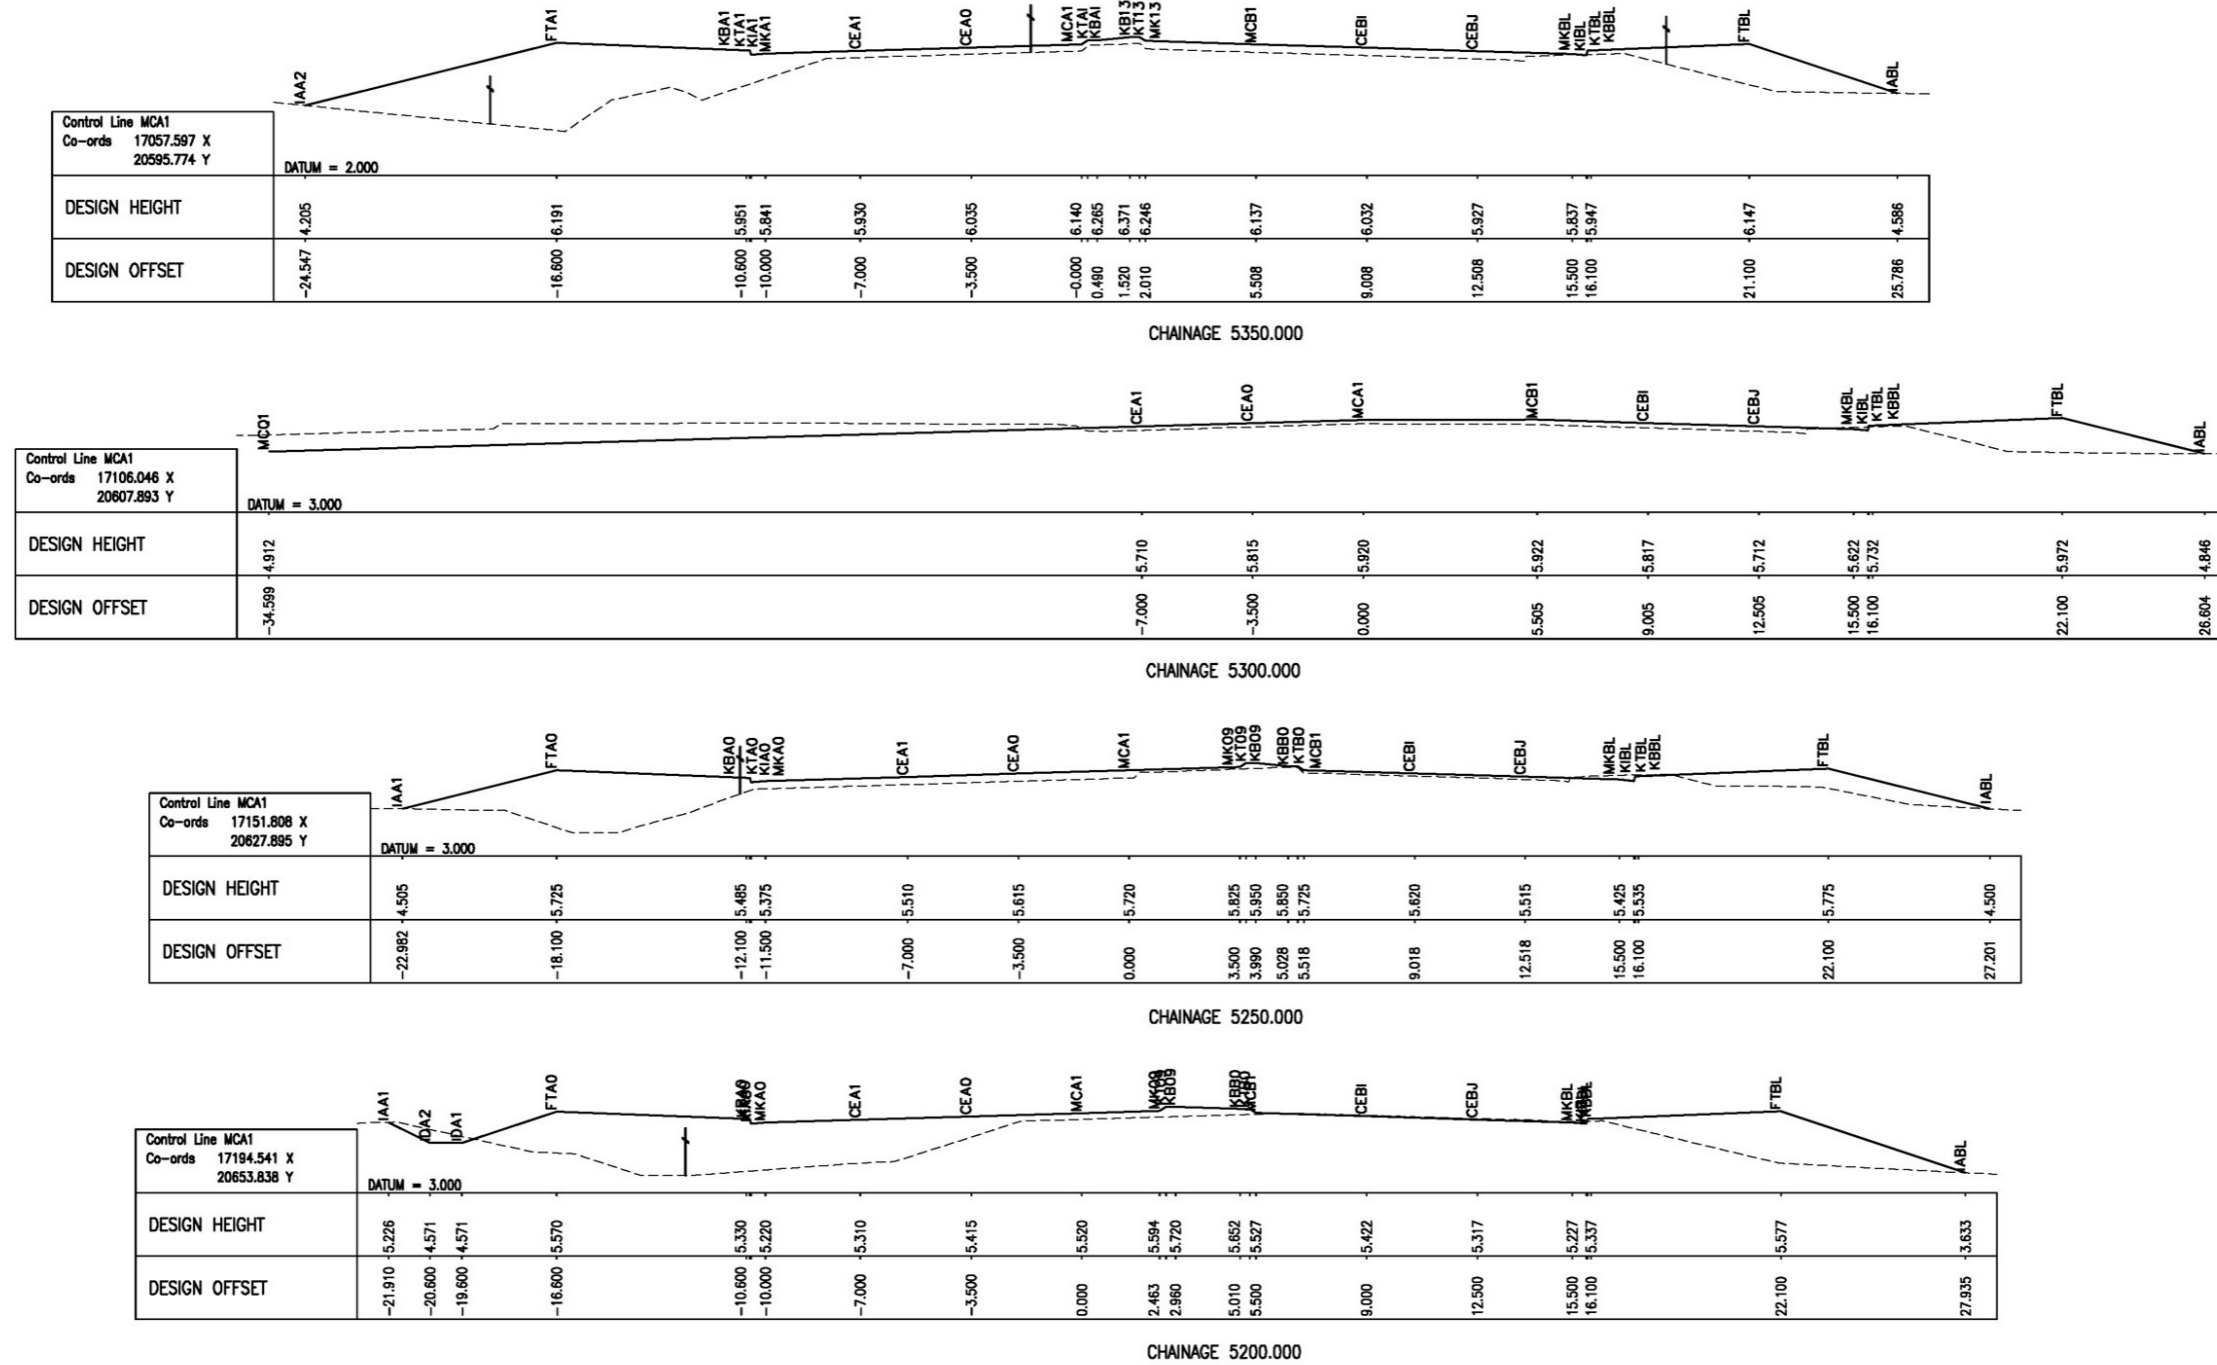 IAA2 FTA1 KBA1 KTA1 KIA1 MKA1 CEA1 CEA0 MCA1 KTAI KBAI KB13 KT13 MK13 MCB1 CEBI CEBJ MKBL KIBL KTBL KBBL FTBL IABL
Control Line MCA1
Co-ords 17057.597 X
20595.774 Y
DATUM = 2.000
DESIGN HEIGHT 4.205 6.191 5.951 5.841 5.930 6.035 6.140 6.265 6.371 6.246 6.137 6.032 5.927 5.837 5.947 6.147 4.586
DESIGN OFFSET -24.547 -16.600 -10.600 -10.000 -7.000 -3.500 -0.000 0.490 1.520 2.010 5.508 9.008 12.508 15.500 16.100 21.100 25.786
CHAINAGE 5350.000
MCQ1 CEA1 CEA0 MCA1 MCB1 CEBI CEBJ MKBL KIBL KTBL KBBL FTBL IABL
Control Line MCA1
Co-ords 17106.046 X
20607.893 Y
DATUM = 3.000
DESIGN HEIGHT 4.912 5.710 5.815 5.920 5.922 5.817 5.712 5.622 5.732 5.972 4.846
DESIGN OFFSET -34.599 -7.000 -3.500 0.000 5.505 9.005 12.505 15.500 16.100 22.100 26.604
CHAINAGE 5300.000
IAA1 FTA0 KBA0 KTA0 KIA0 MKA0 CEA1 CEA0 MCA1 MK09 KT09 KB09 KBB0 KTB0 MCB1 CEBI CEBJ MKBL KIBL KTBL KBBL FTBL IABL
Control Line MCA1
Co-ords 17151.808 X
20627.895 Y
DATUM = 3.000
DESIGN HEIGHT 4.505 5.725 5.485 5.375 5.510 5.615 5.720 5.825 5.950 5.850 5.725 5.620 5.515 5.425 5.535 5.775 4.500
DESIGN OFFSET -22.982 -18.100 -12.100 -11.500 -7.000 -3.500 0.000 3.500 3.990 5.028 5.518 9.018 12.518 15.500 16.100 22.100 27.201
CHAINAGE 5250.000
IAA1 IDA2 IDA1 FTA0 MKA0 CEA1 CEA0 MCA1 MK09 KB09 KBB0 MCB1 CEBI CEBJ MKBL FTBL IABL
Control Line MCA1
Co-ords 17194.541 X
20653.838 Y
DATUM = 3.000
DESIGN HEIGHT 5.226 4.571 4.571 5.570 5.330 5.220 5.310 5.415 5.520 5.594 5.720 5.652 5.527 5.422 5.317 5.227 5.337 5.577 3.633
DESIGN OFFSET -21.910 -20.600 -19.600 -16.600 -10.600 -10.000 -7.000 -3.500 0.000 2.463 2.960 5.010 5.500 9.000 12.500 15.500 16.100 22.100 27.935
CHAINAGE 5200.000